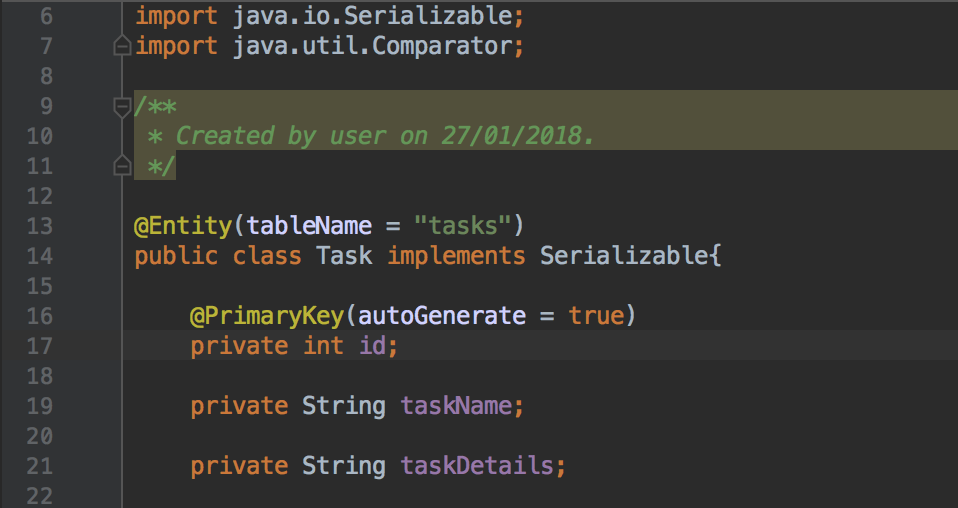 6 import java.io.Serializable;
7 import java.util.Comparator;
8
9 /**
10 * Created by user on 27/01/2018.
11 */
12
13 @Entity(tableName = "tasks")
14 public class Task implements Serializable{
15
16 @PrimaryKey(autoGenerate = true)
17 private int id;
18
19 private String taskName;
20
21 private String taskDetails;
22